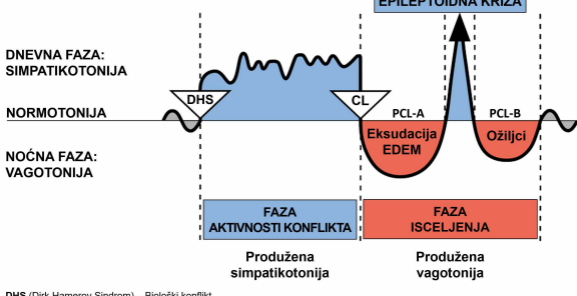 EPILEPTOIDNA KRIZA
DNEVNA FAZA:
SIMPATIKOTONIJA
DHS
CL
NORMOTONIJA
PCL-A
PCL-B
Eksudacija
EDEM
Ožiljci
NOĆNA FAZA:
VAGOTONIJA
FAZA
AKTIVNOSTI KONFLIKTA
FAZA
ISCELJENJA
Produžena
simpatikotonija
Produžena
vagotonija
DHS (Dirk Hamerov Sindrom) – Biološki konflikt